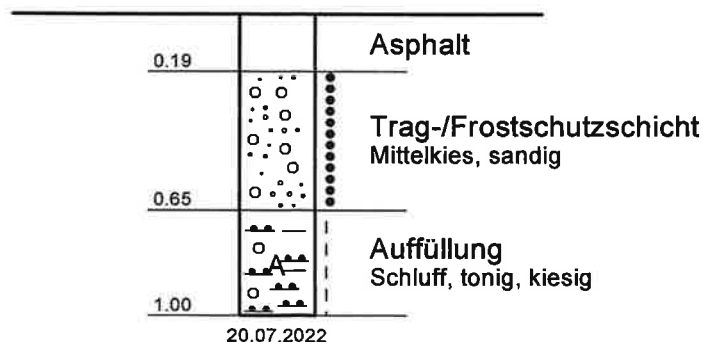 Asphalt
0.19
Trag-/Frostschutzschicht
Mittelkies, sandig
0.65
A
Auffüllung
Schluff, tonig, kiesig
1.00
20.07.2022